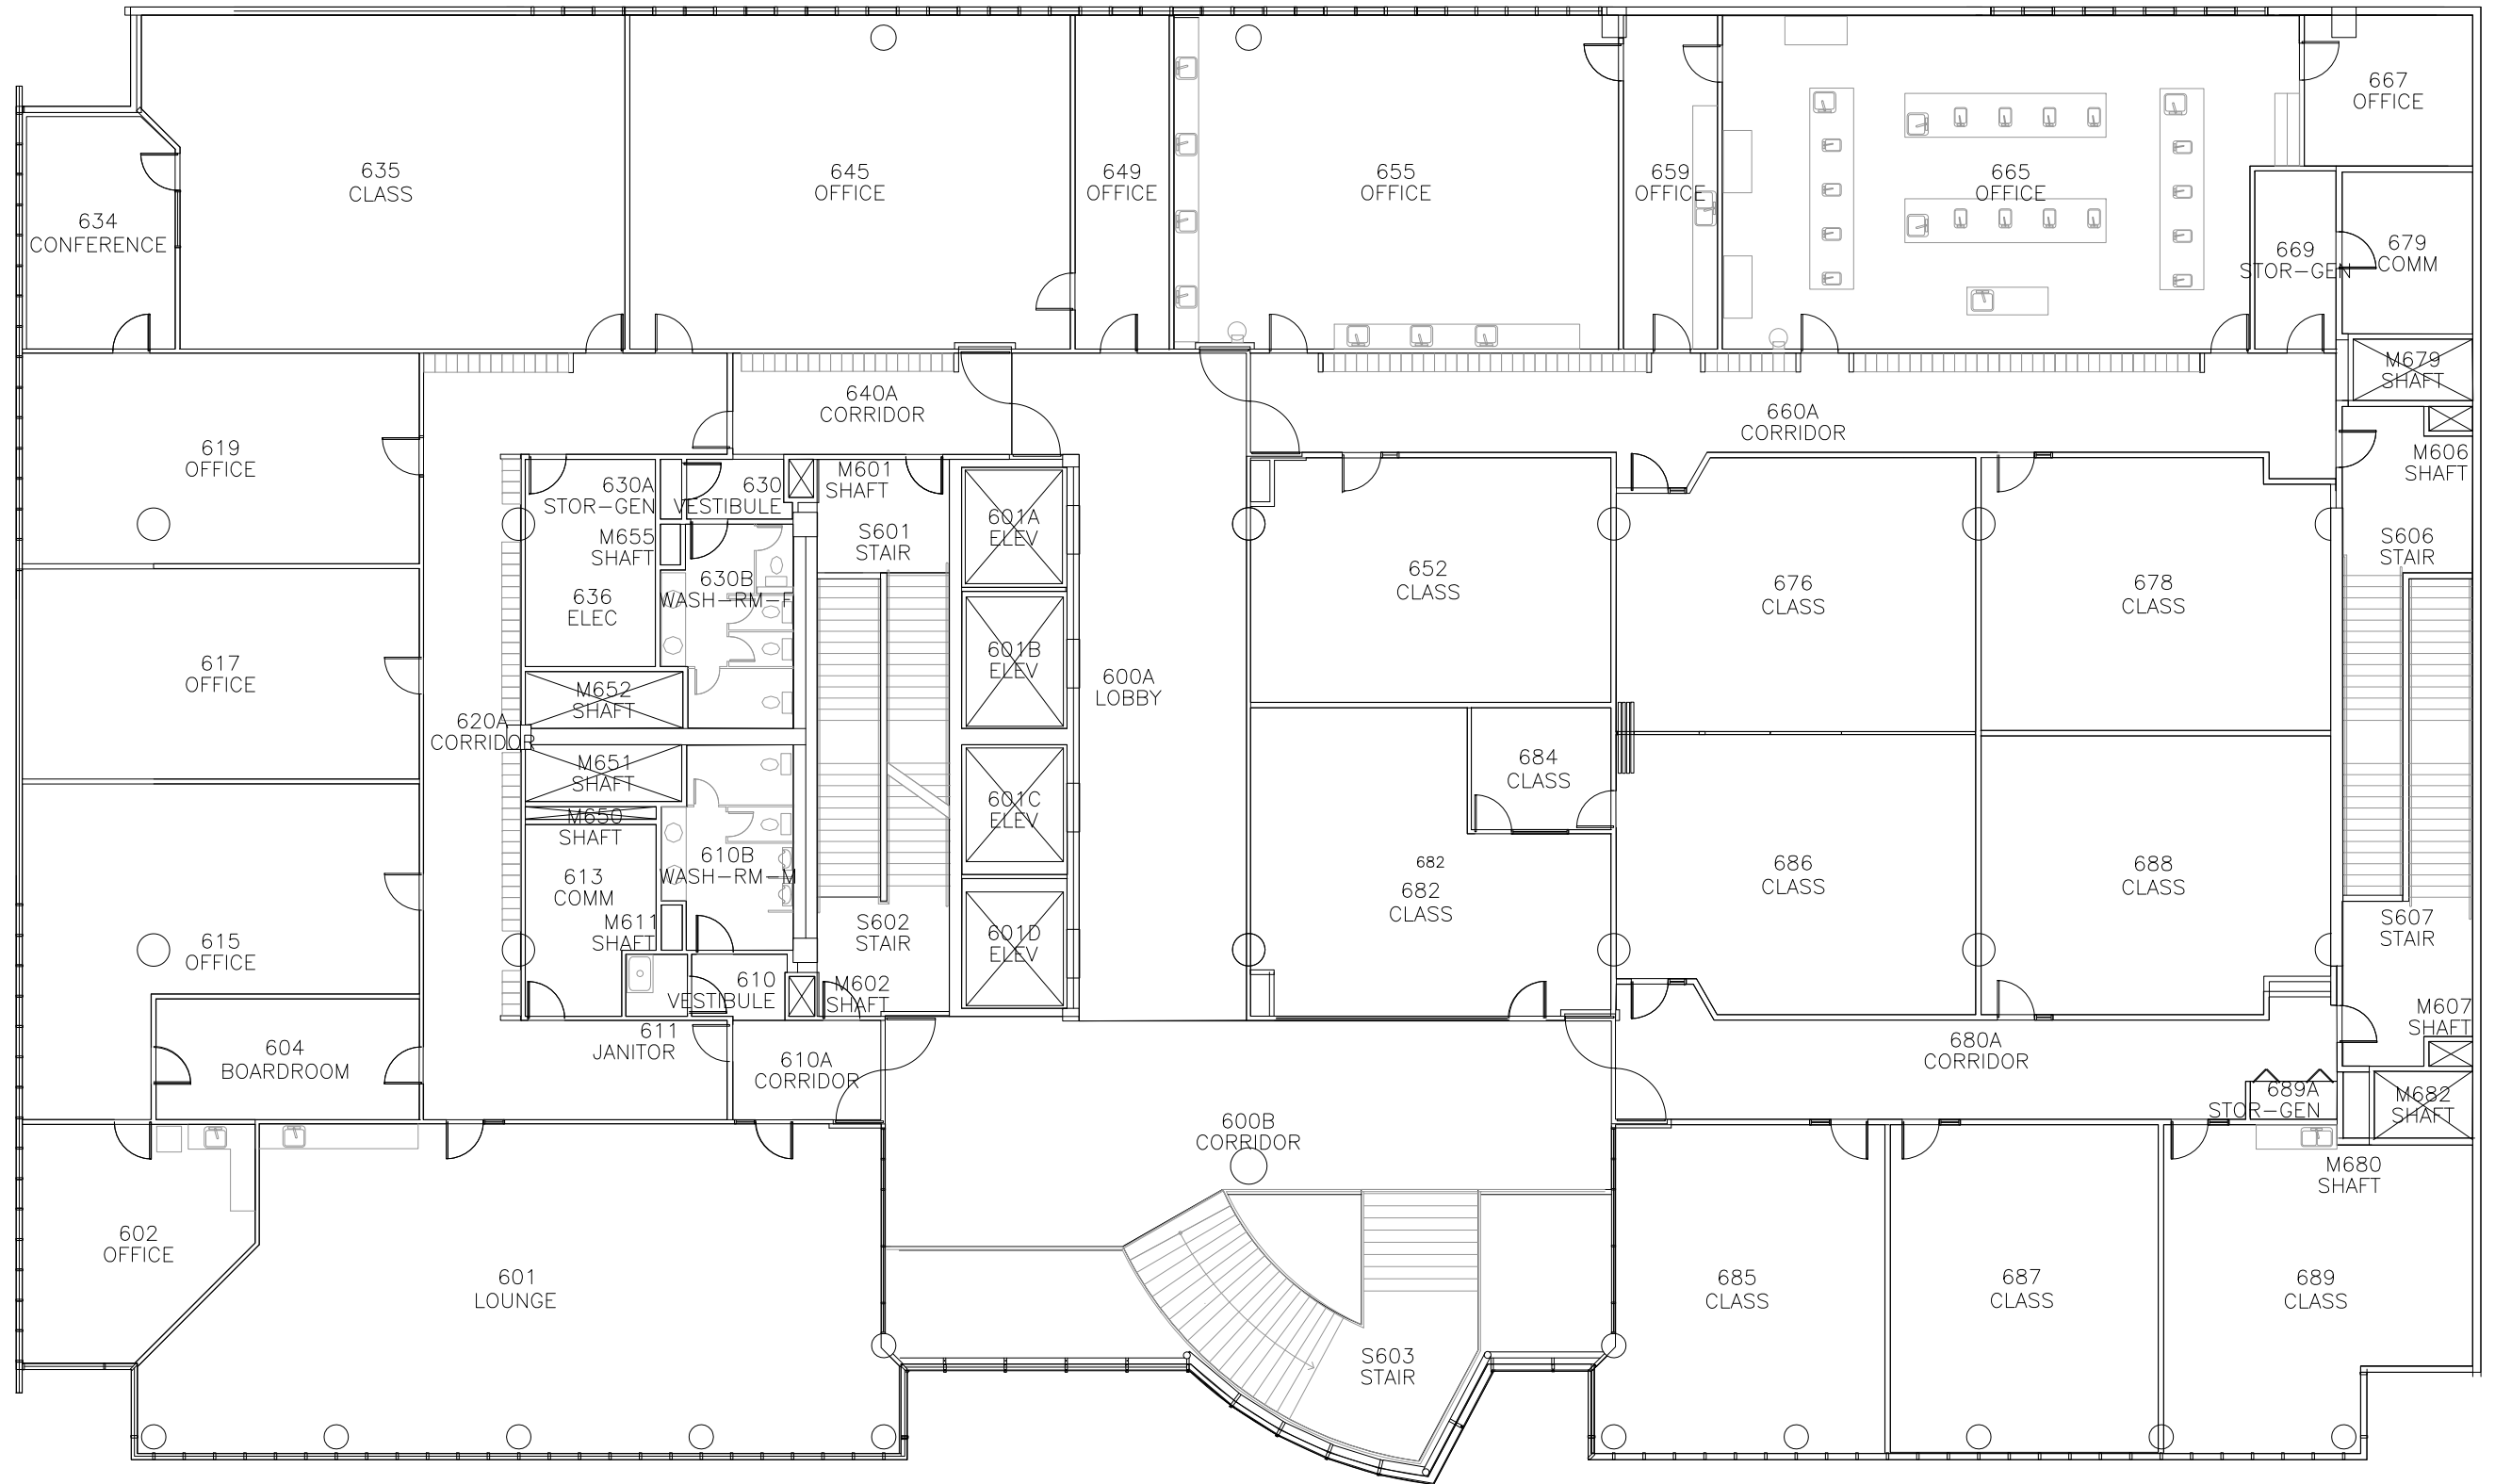 635
CLASS
645
OFFICE
649
OFFICE
655
OFFICE
659
OFFICE
665
OFFICE
667
OFFICE
634
CONFERENCE
669
STOR-GEN
679
COMM
M679
SHAFT
640A
CORRIDOR
660A
CORRIDOR
619
OFFICE
630A
STOR-GEN
630
VESTIBULE
M601
SHAFT
M606
SHAFT
M655
SHAFT
S601
STAIR
601A
ELEV
S606
STAIR
636
ELEC
630B
WASH-RM-F
652
CLASS
676
CLASS
678
CLASS
617
OFFICE
M652
SHAFT
601B
ELEV
600A
LOBBY
620A
CORRIDOR
M651
SHAFT
684
CLASS
M650
SHAFT
601C
ELEV
613
COMM
610B
WASH-RM-M
682
682
CLASS
686
CLASS
688
CLASS
615
OFFICE
M611
SHAFT
S602
STAIR
601D
ELEV
S607
STAIR
610
VESTIBULE
M602
SHAFT
M607
SHAFT
604
BOARDROOM
611
JANITOR
610A
CORRIDOR
680A
CORRIDOR
689A
STOR-GEN
M682
SHAFT
600B
CORRIDOR
M680
SHAFT
602
OFFICE
601
LOUNGE
685
CLASS
687
CLASS
689
CLASS
S603
STAIR